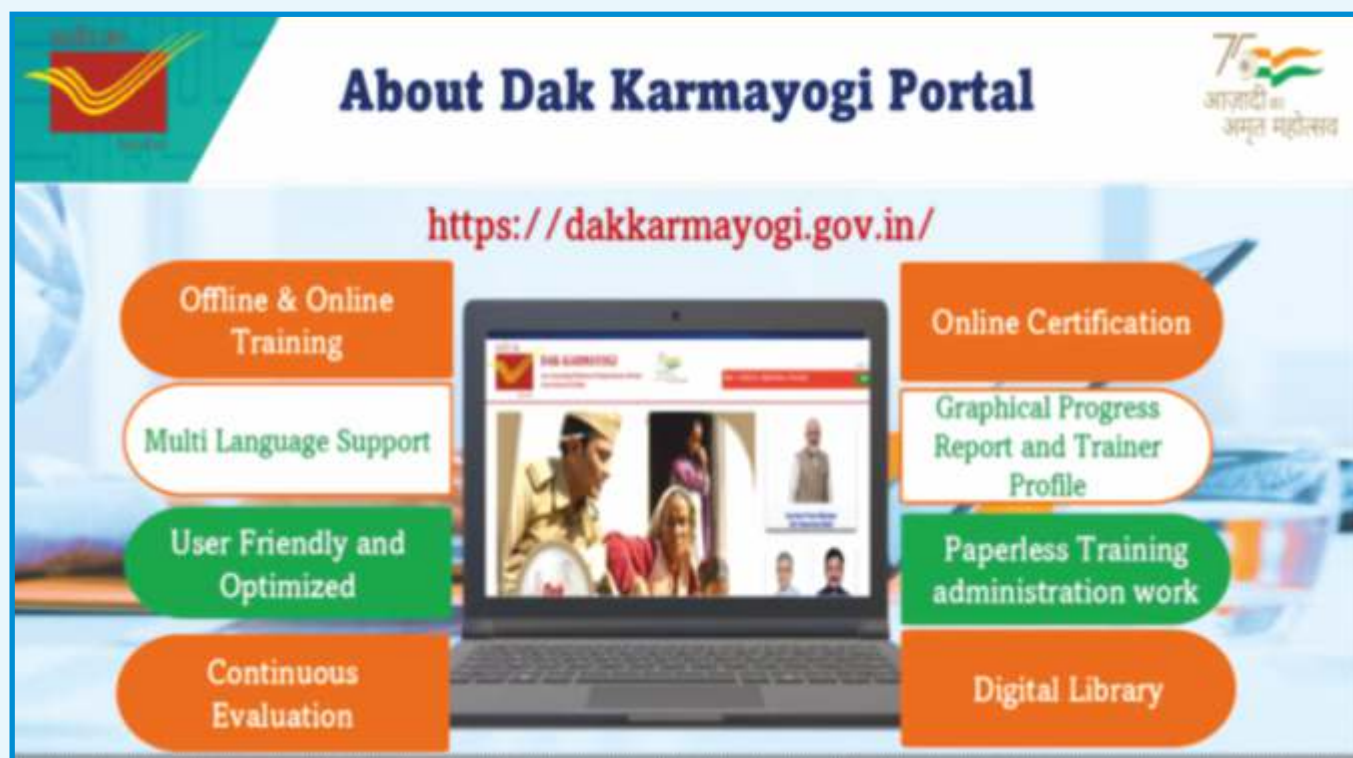 About Dak Karmayogi Portal
आज़ादी का
अमृत महोत्सव
https://dakkarmayogi.gov.in/
Offline & Online
Training
Multi Language Support
User Friendly and
Optimized
Continuous
Evaluation
DAK KARMAYOGI
Online Certification
Graphical Progress
Report and Trainer
Profile
Paperless Training
administration work
Digital Library